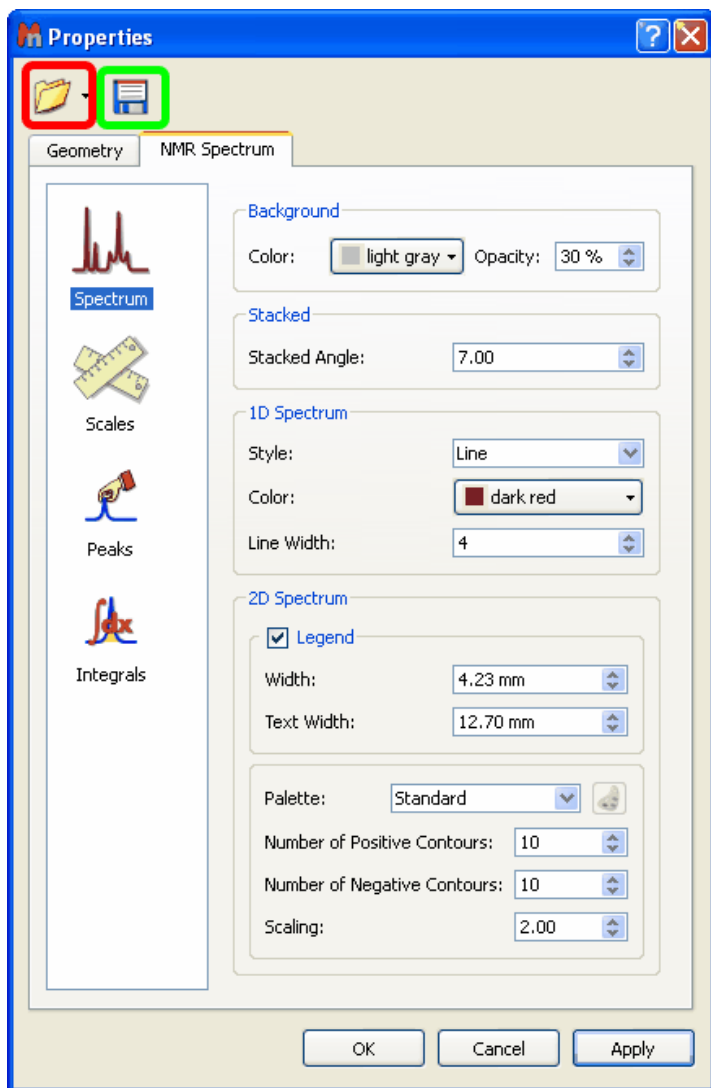 Properties
Geometry NMR Spectrum
Spectrum
Scales
Peaks
Integrals
Background
Color: light gray Opacity: 30 %
Stacked
Stacked Angle: 7.00
1D Spectrum
Style: Line
Color: dark red
Line Width: 4
2D Spectrum
Legend
Width: 4.23 mm
Text Width: 12.70 mm
Palette: Standard
Number of Positive Contours: 10
Number of Negative Contours: 10
Scaling: 2.00
OK Cancel Apply